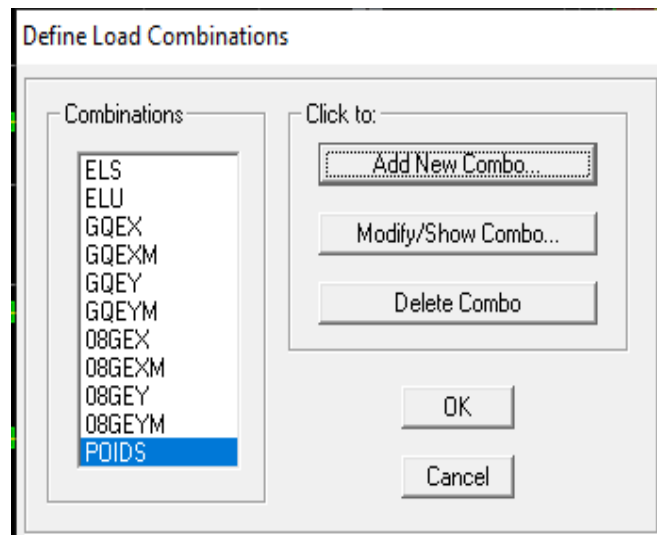 Define Load Combinations
Combinations
ELS
ELU
GQEX
GQEXM
GQEY
GQEYM
08GEX
08GEXM
08GEY
08GEYM
POIDS
Click to:
Add New Combo...
Modify/Show Combo...
Delete Combo
OK
Cancel